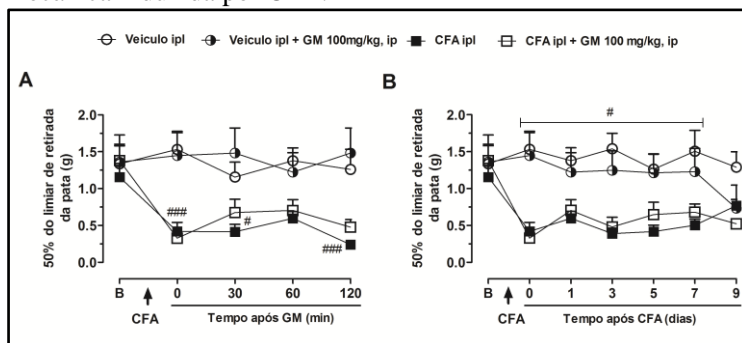 Veiculo ipl
Veiculo ipl + GM 100mg/kg, ip
CFA ipl
CFA ipl + GM 100 mg/kg, ip
A
50% do limiar de retirada
da pata (g)
2.0
1.5
1.0
0.5
0.0
###
#
###
B
0
30
60
120
CFA
Tempo após GM (min)
B
50% do limiar de retirada
da pata (g)
2.0
1.5
1.0
0.5
0.0
#
B
0
1
3
5
7
9
CFA
Tempo após CFA (dias)